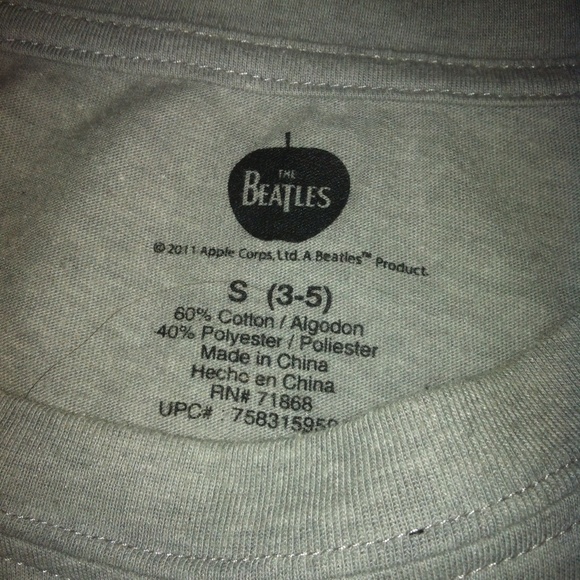 THE
BEATLES
© 2011 Apple Corps, Ltd. A Beatles™ Product.
S (3-5)
60% Cotton / Algodon
40% Polyester / Poliester
Made in China
Hecho en China
RN# 71868
UPC# 758315959